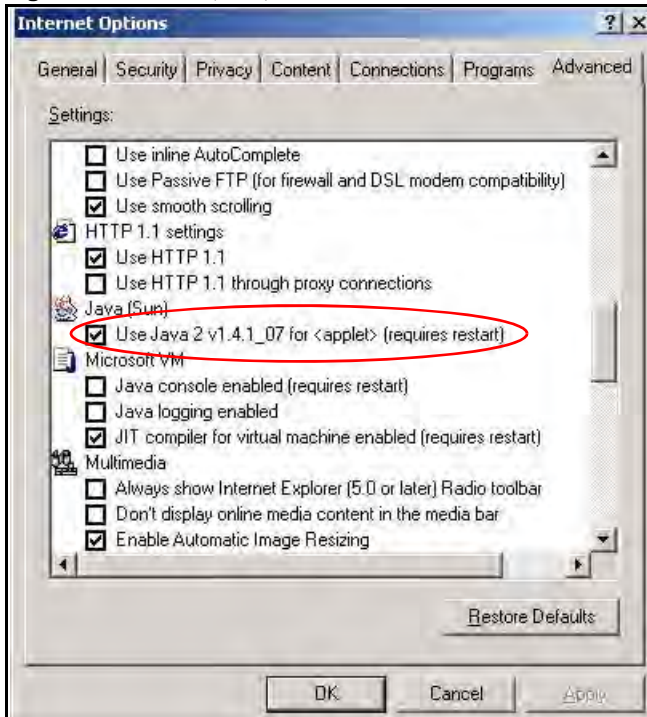 Internet Options
General Security Privacy Content Connections Programs Advanced
Settings:
Use inline AutoComplete
Use Passive FTP (for firewall and DSL modem compatibility)
Use smooth scrolling
HTTP 1.1 settings
Use HTTP 1.1
Use HTTP 1.1 through proxy connections
Java (Sun)
Use Java 2 v1.4.1_07 for <applet> (requires restart)
Microsoft VM
Java console enabled (requires restart)
Java logging enabled
JIT compiler for virtual machine enabled (requires restart)
Multimedia
Always show Internet Explorer (5.0 or later) Radio toolbar
Don't display online media content in the media bar
Enable Automatic Image Resizing
Restore Defaults
OK Cancel Apply